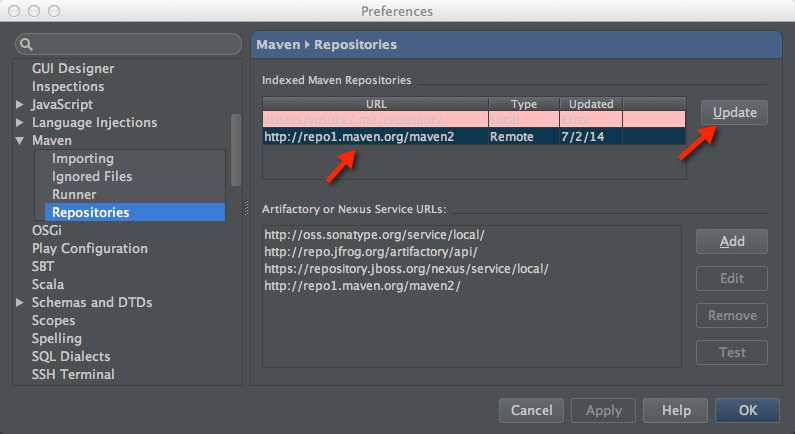 Preferences
GUI Designer
Inspections
JavaScript
Language Injections
Maven
Importing
Ignored Files
Runner
Repositories
OSGi
Play Configuration
SBT
Scala
Schemas and DTDs
Scopes
Spelling
SQL Dialects
SSH Terminal
Maven ▸ Repositories
Indexed Maven Repositories
URL Type Updated
/Users/yusuke/.m2/repository Local Error
http://repo1.maven.org/maven2 Remote 7/2/14
Update
Artifactory or Nexus Service URLs:
http://oss.sonatype.org/service/local/
http://repo.jfrog.org/artifactory/api/
https://repository.jboss.org/nexus/service/local/
http://repo1.maven.org/maven2/
Add
Edit
Remove
Test
Cancel Apply Help OK